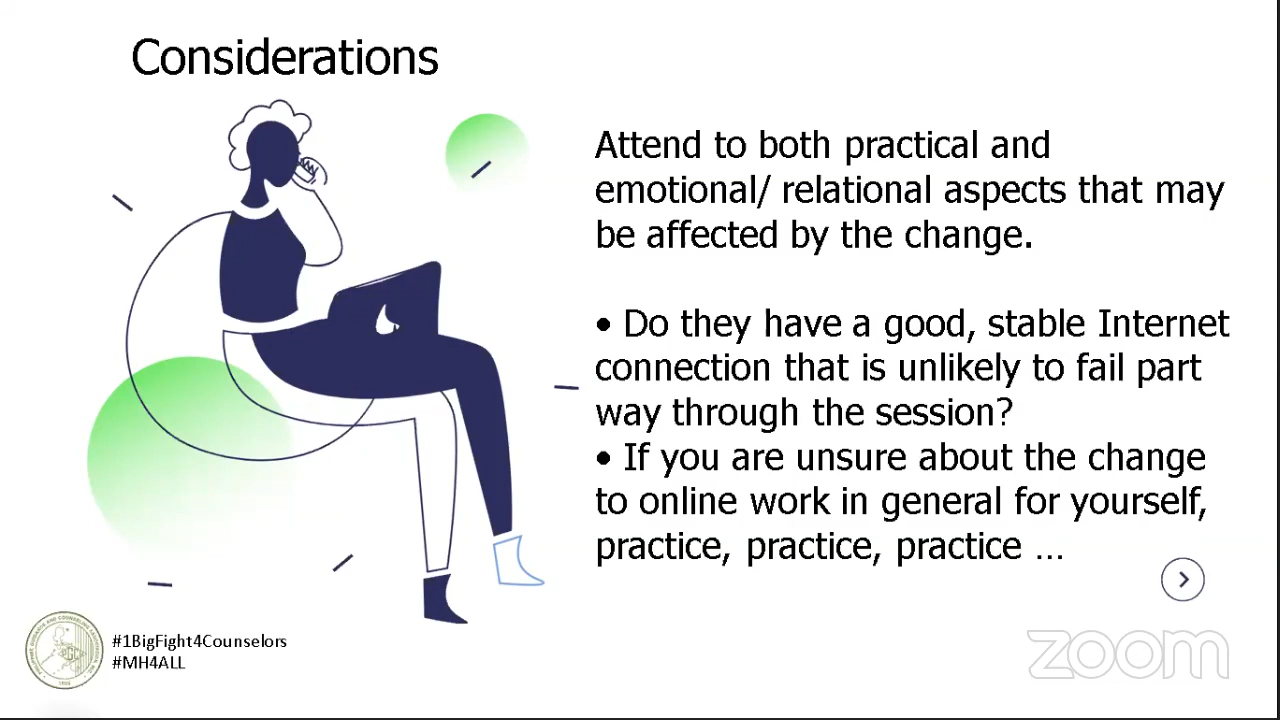 Considerations
Attend to both practical and
emotional/ relational aspects that may
be affected by the change.
• Do they have a good, stable Internet
connection that is unlikely to fail part
way through the session?
• If you are unsure about the change
to online work in general for yourself,
practice, practice, practice ...
#1BigFight4Counselors
#MH4ALL
zoom